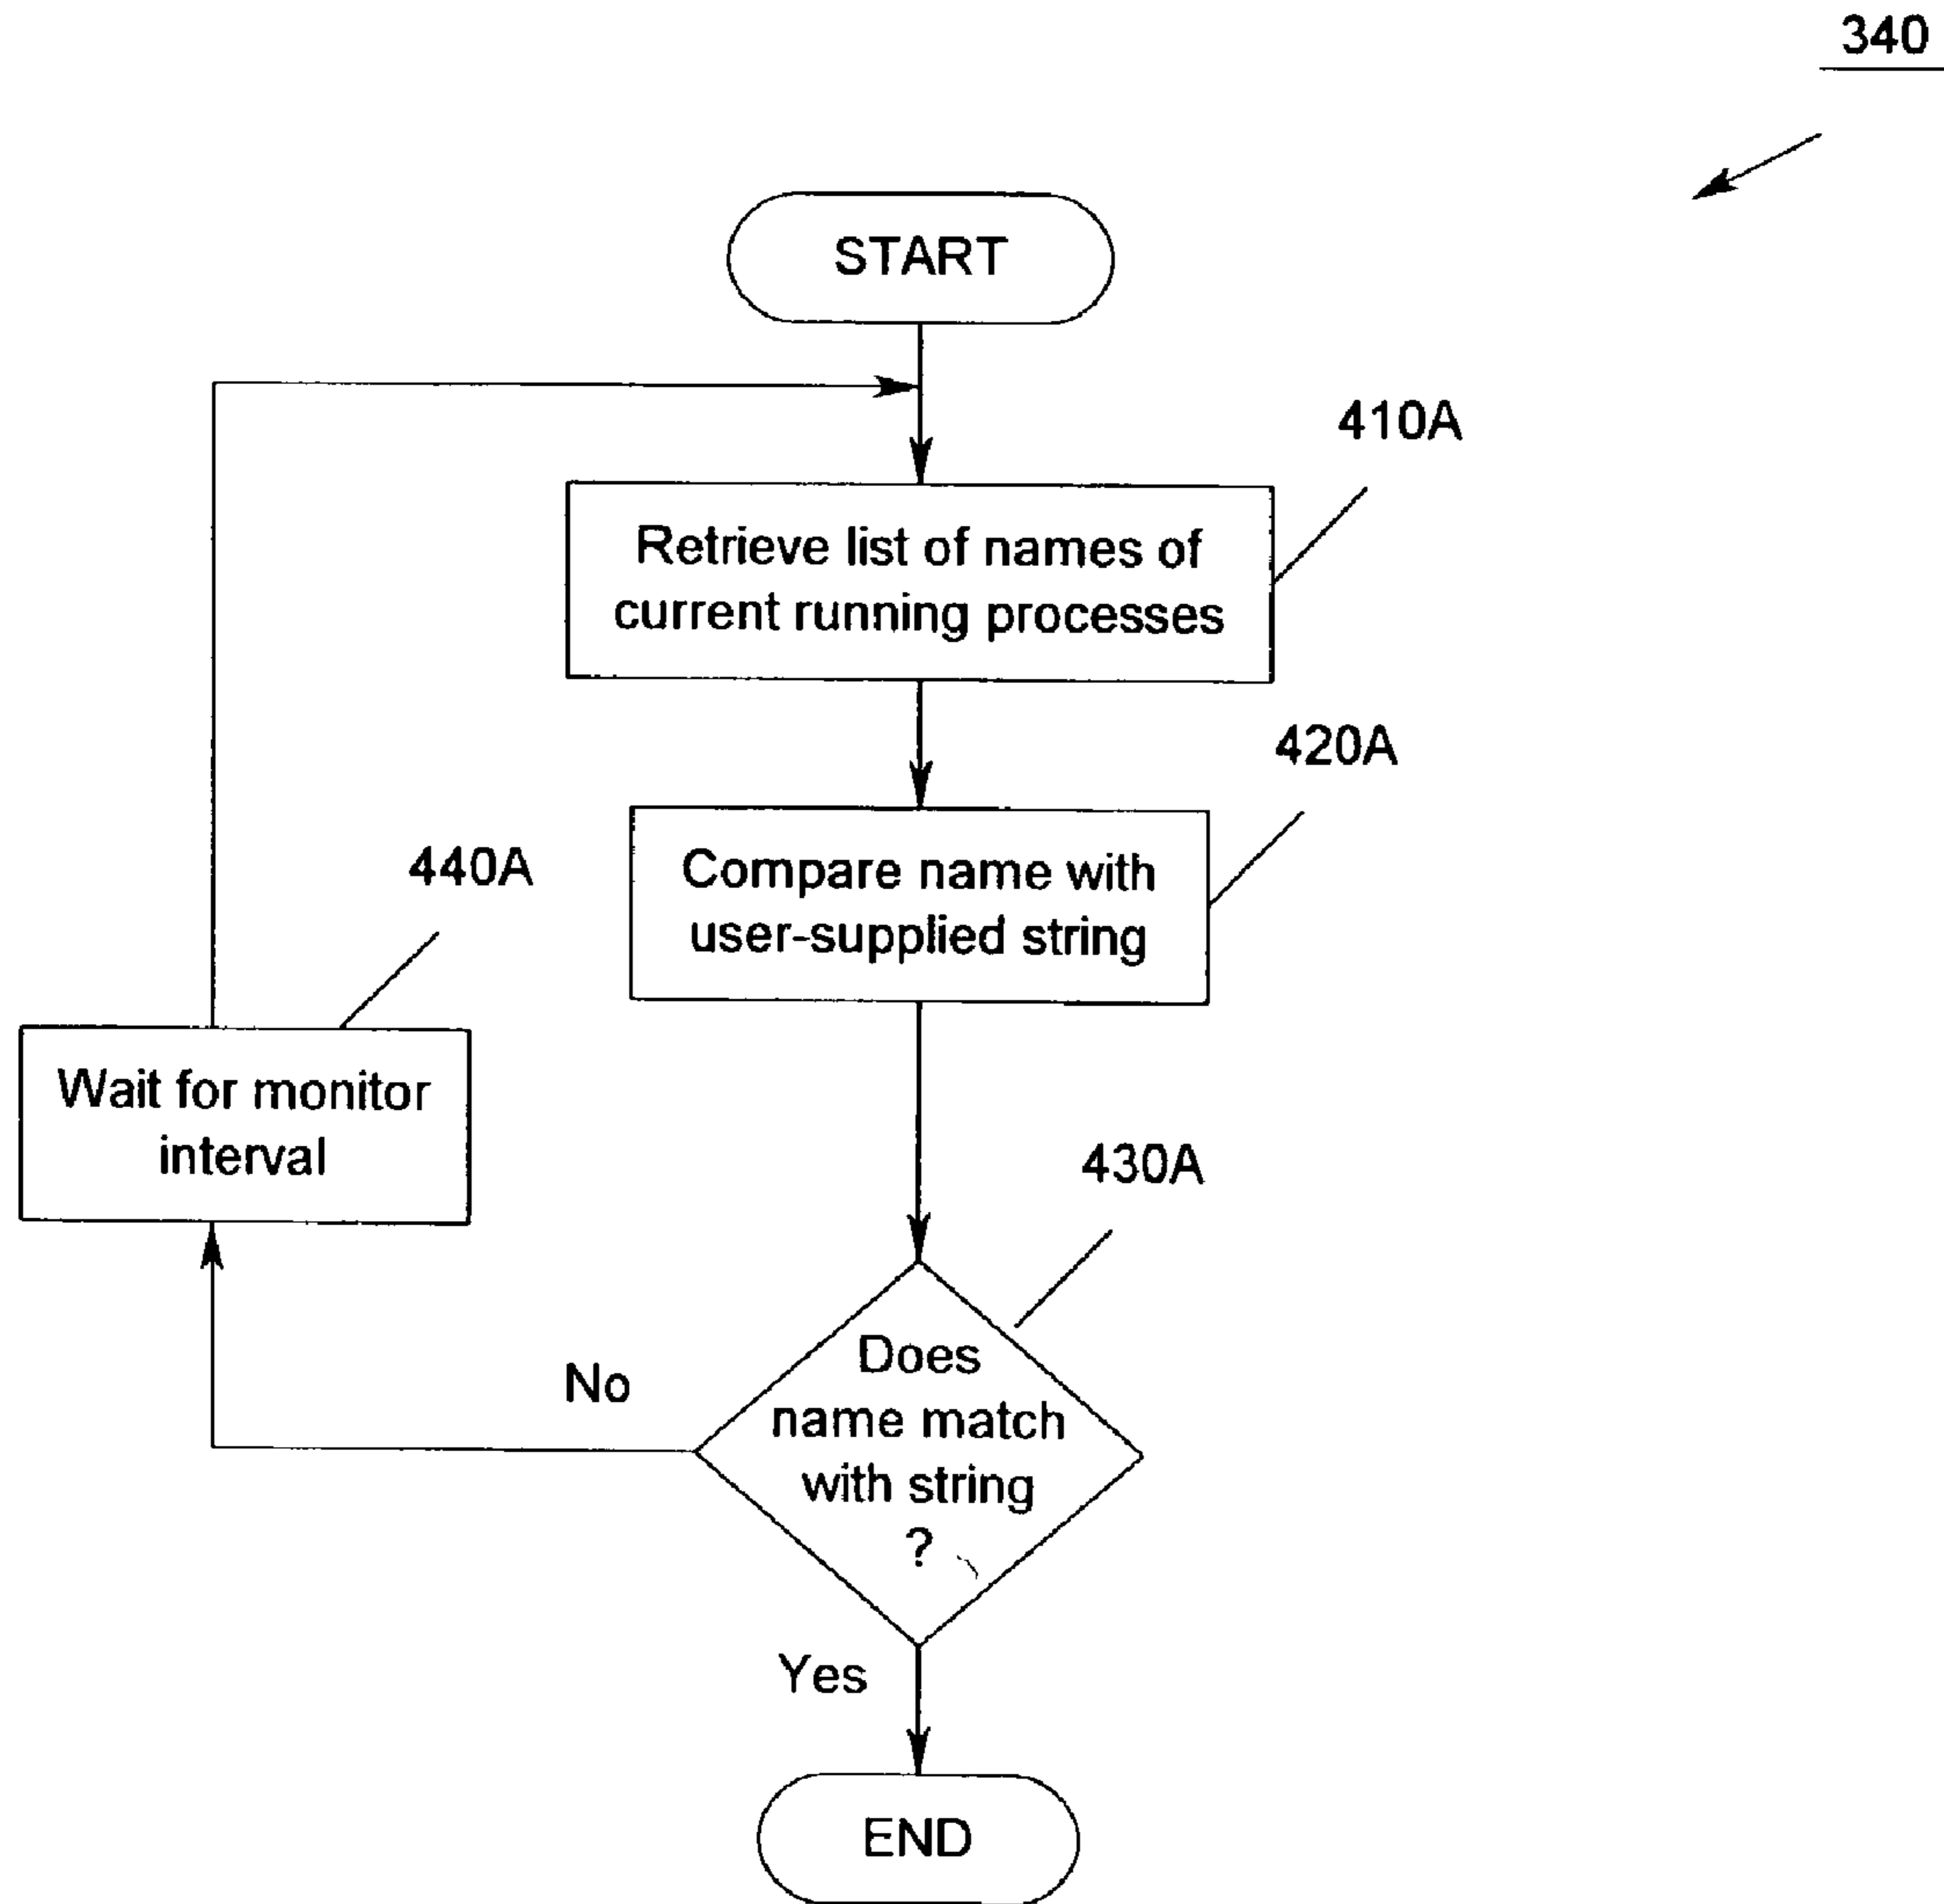 340
START
410A
Retrieve list of names of
current running processes
420A
Compare name with
user-supplied string
440A
Wait for monitor
interval
430A
Does
name match
with string
?
No
Yes
END